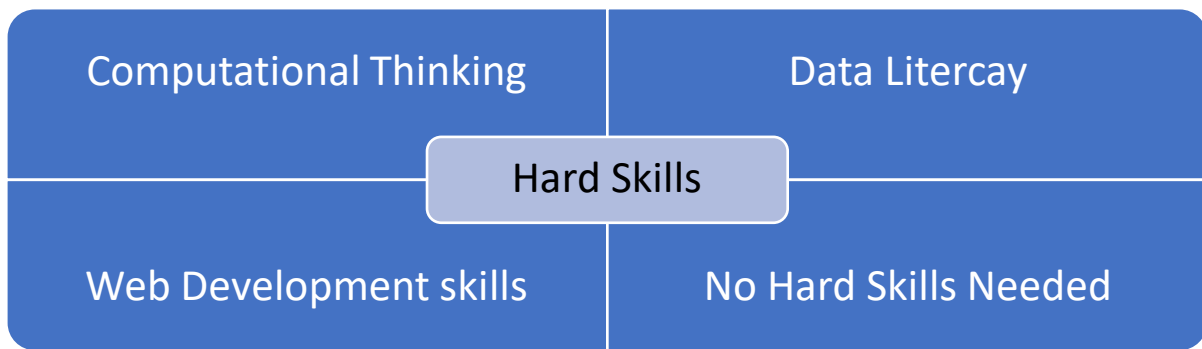 Computational Thinking
Data Litercay
Hard Skills
Web Development skills
No Hard Skills Needed